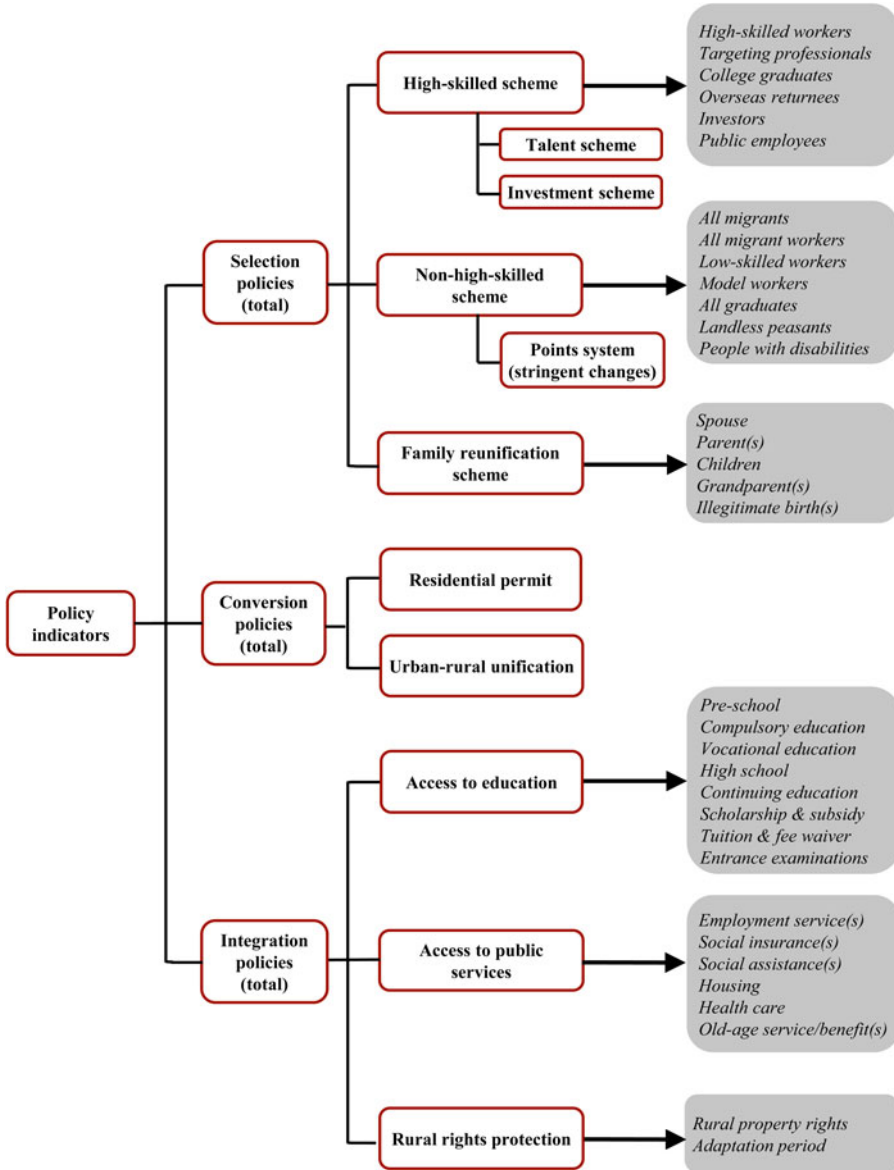 Policy
indicators
Selection
policies
(total)
High-skilled scheme
Talent scheme
Investment scheme
High-skilled workers
Targeting professionals
College graduates
Overseas returnees
Investors
Public employees
Non-high-skilled
scheme
Points system
(stringent changes)
All migrants
All migrant workers
Low-skilled workers
Model workers
All graduates
Landless peasants
People with disabilities
Family reunification
scheme
Spouse
Parent(s)
Children
Grandparent(s)
Illegitimate birth(s)
Conversion
policies
(total)
Residential permit
Urban-rural unification
Integration
policies
(total)
Access to education
Pre-school
Compulsory education
Vocational education
High school
Continuing education
Scholarship & subsidy
Tuition & fee waiver
Entrance examinations
Access to public
services
Employment service(s)
Social insurance(s)
Social assistance(s)
Housing
Health care
Old-age service/benefit(s)
Rural rights protection
Rural property rights
Adaptation period